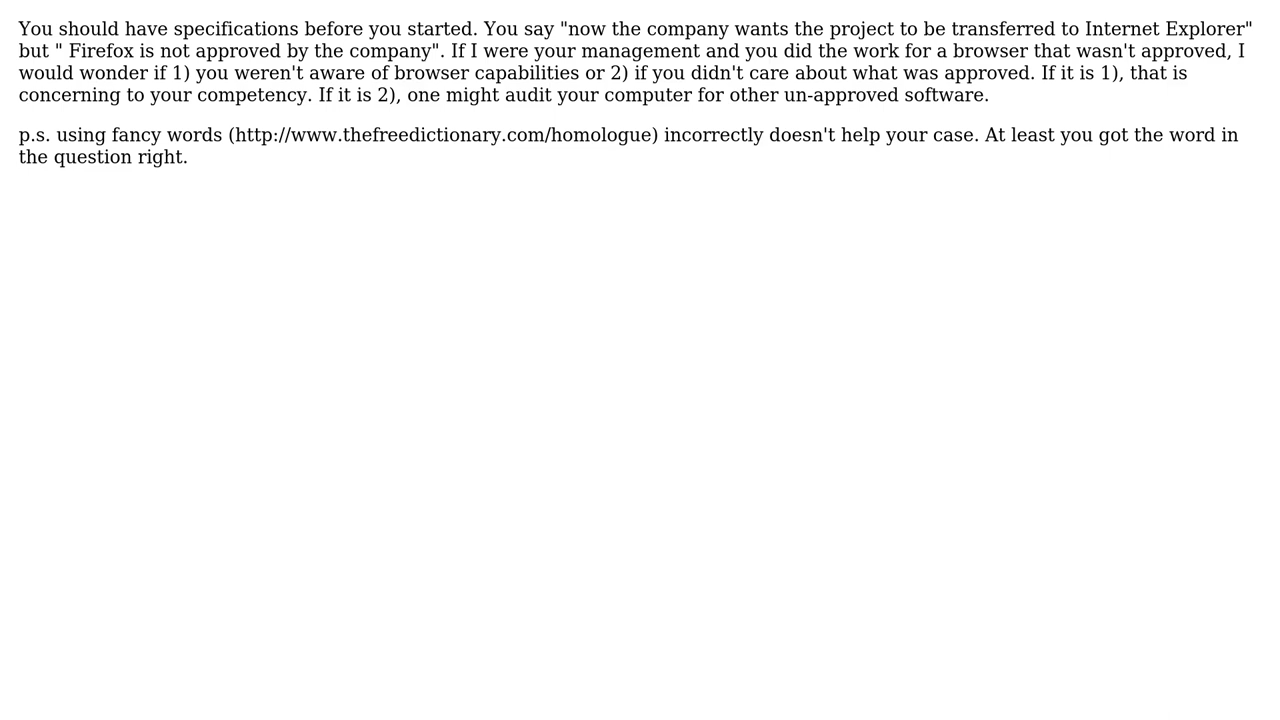 You should have specifications before you started. You say "now the company wants the project to be transferred to Internet Explorer"
but " Firefox is not approved by the company". If I were your management and you did the work for a browser that wasn't approved, I
would wonder if 1) you weren't aware of browser capabilities or 2) if you didn't care about what was approved. If it is 1), that is
concerning to your competency. If it is 2), one might audit your computer for other un-approved software.
p.s. using fancy words (http://www.thefreedictionary.com/homologue) incorrectly doesn't help your case. At least you got the word in
the question right.